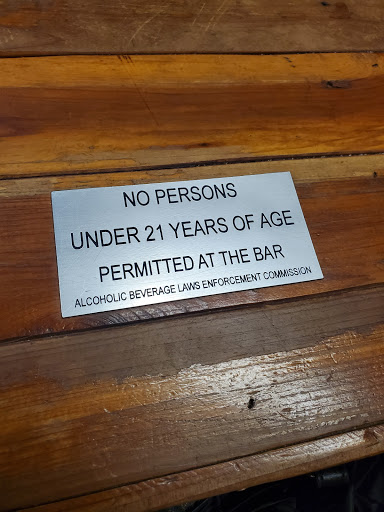 NO PERSONS
UNDER 21 YEARS OF AGE
PERMITTED AT THE BAR
ALCOHOLIC BEVERAGE LAWS ENFORCEMENT COMMISSION